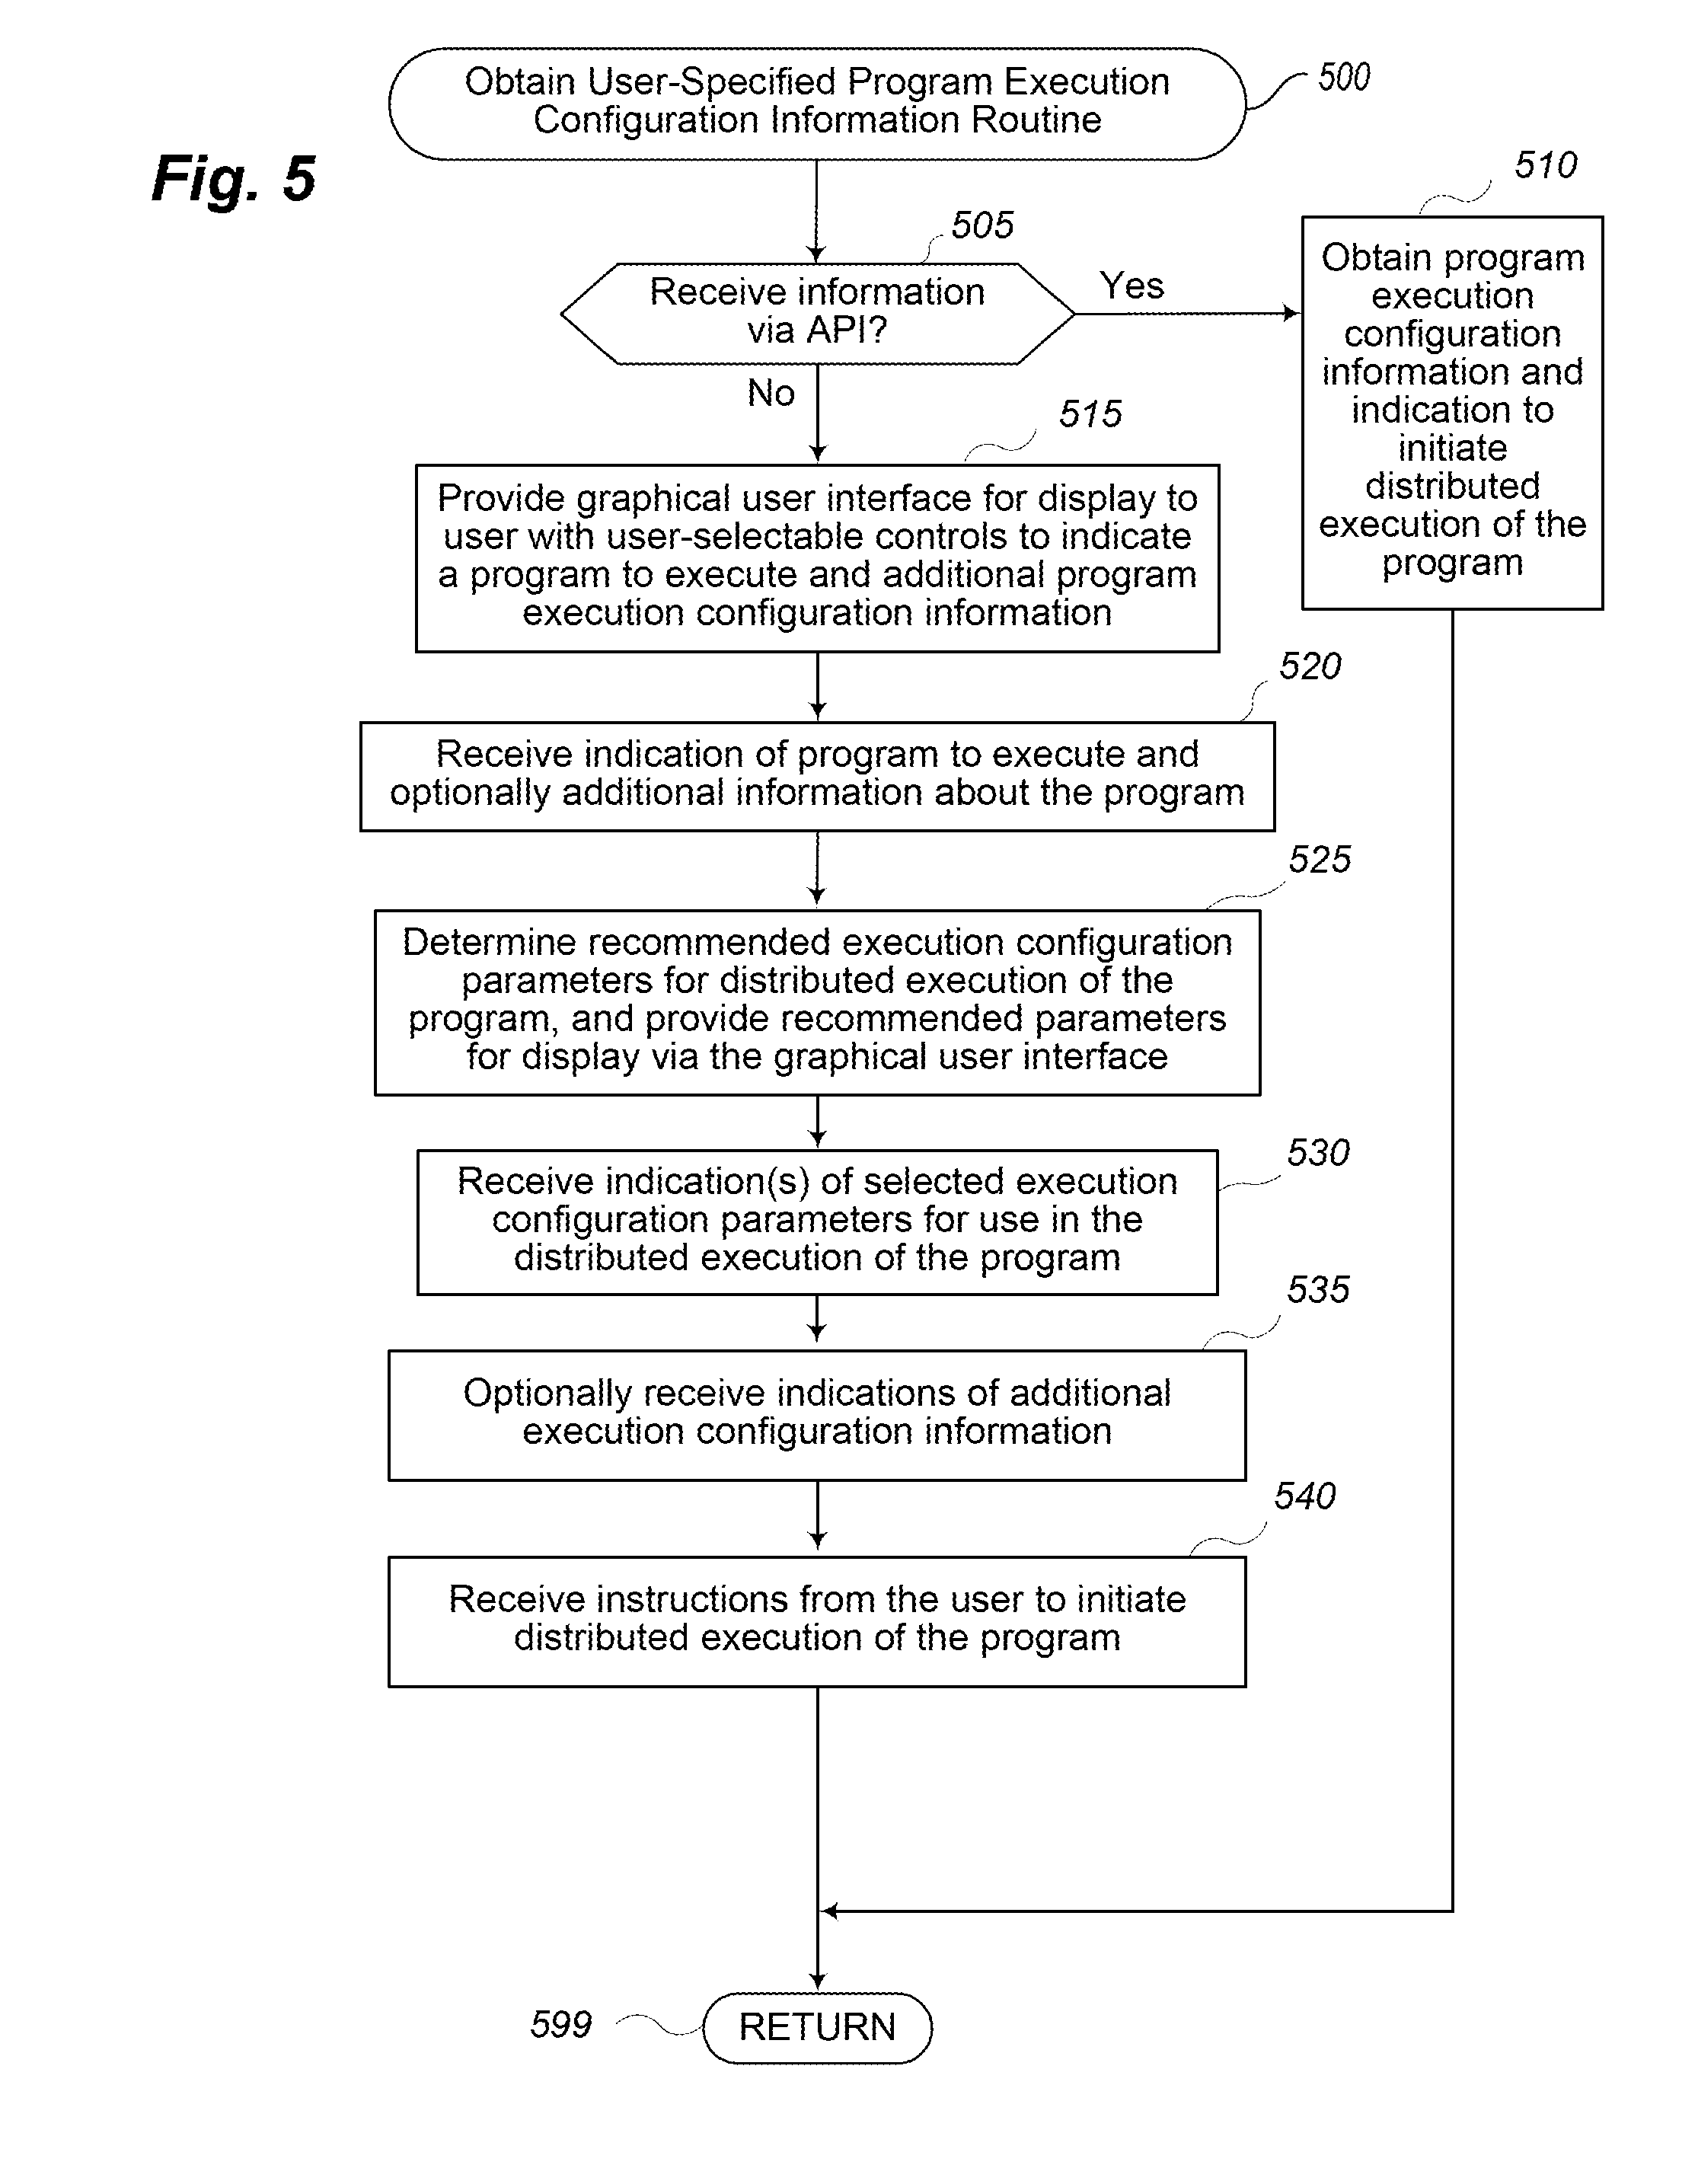 Obtain User-Specified Program Execution
Configuration Information Routine
500
Fig. 5
505
Receive information
via API?
Yes
No
510
Obtain program
execution
configuration
information and
indication to
initiate
distributed
execution of the
program
515
Provide graphical user interface for display to
user with user-selectable controls to indicate
a program to execute and additional program
execution configuration information
520
Receive indication of program to execute and
optionally additional information about the program
525
Determine recommended execution configuration
parameters for distributed execution of the
program, and provide recommended parameters
for display via the graphical user interface
530
Receive indication(s) of selected execution
configuration parameters for use in the
distributed execution of the program
535
Optionally receive indications of additional
execution configuration information
540
Receive instructions from the user to initiate
distributed execution of the program
599
RETURN